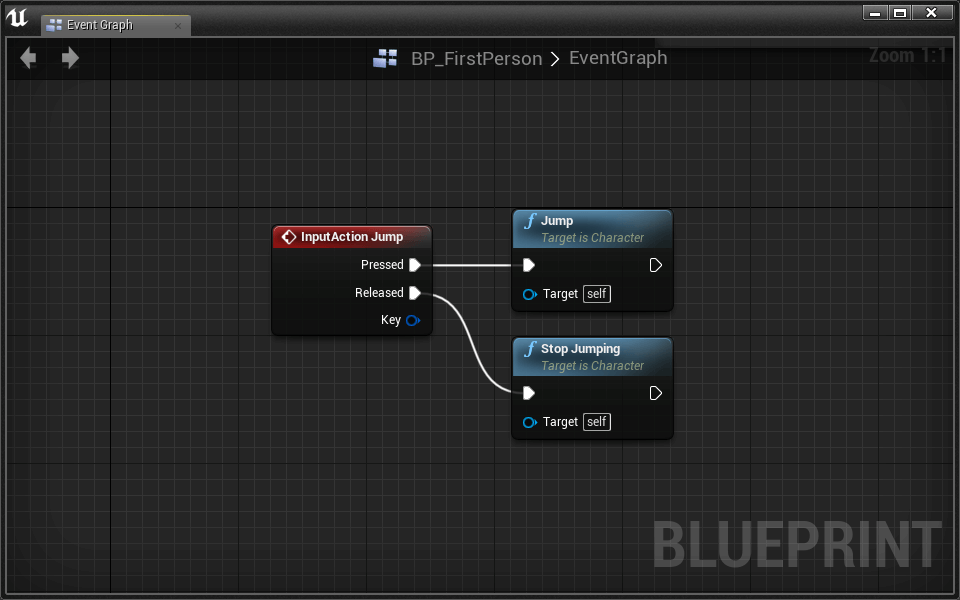 Event Graph
BP_FirstPerson > EventGraph
Zoom 1:1
InputAction Jump
Pressed
Released
Key
f Jump
Target is Character
Target self
f Stop Jumping
Target is Character
Target self
BLUEPRINT